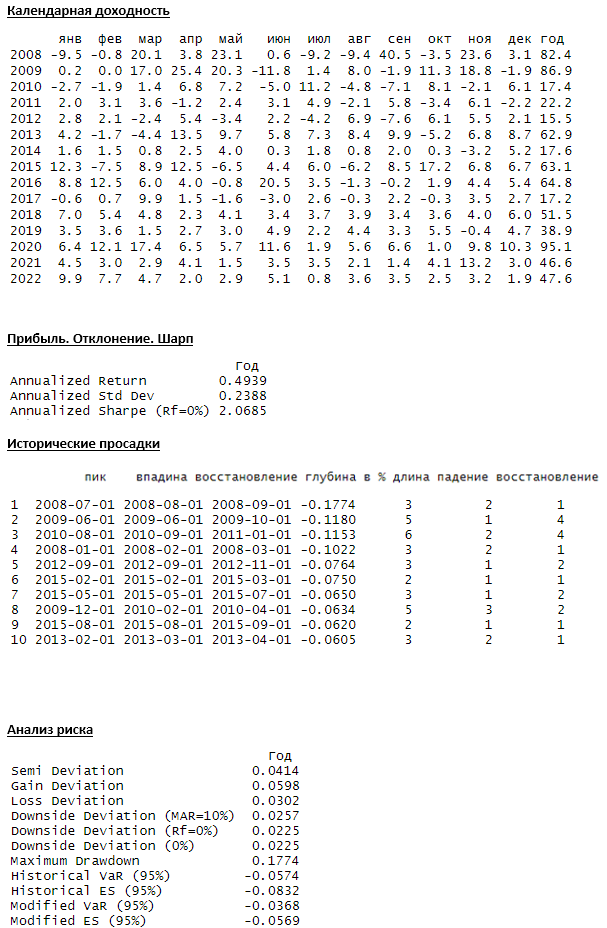 Календарная доходность
янв фев мар апр май июн июл авг сен окт ноя дек год
2008 -9.5 -0.8 20.1 3.8 23.1 0.6 -9.2 -9.4 40.5 -3.5 23.6 3.1 82.4
2009 0.2 0.0 17.0 25.4 20.3 -11.8 1.4 8.0 -1.9 11.3 18.8 -1.9 86.9
2010 -2.7 -1.9 1.4 6.8 7.2 -5.0 11.2 -4.8 -7.1 8.1 -2.1 6.1 17.4
2011 2.0 3.1 3.6 -1.2 2.4 3.1 4.9 -2.1 5.8 -3.4 6.1 -2.2 22.2
2012 2.8 2.1 -2.4 5.4 -3.4 2.2 -4.2 6.9 -7.6 6.1 5.5 2.1 15.5
2013 4.2 -1.7 -4.4 13.5 9.7 5.8 7.3 8.4 9.9 -5.2 6.8 8.7 62.9
2014 1.6 1.5 0.8 2.5 4.0 0.3 1.8 0.8 2.0 0.3 -3.2 5.2 17.6
2015 12.3 -7.5 8.9 12.5 -6.5 4.4 6.0 -6.2 8.5 17.2 6.8 6.7 63.1
2016 8.8 12.5 6.0 4.0 -0.8 20.5 3.5 -1.3 -0.2 1.9 4.4 5.4 64.8
2017 -0.6 0.7 9.9 1.5 -1.6 -3.0 2.6 -0.3 2.2 -0.3 3.5 2.7 17.2
2018 7.0 5.4 4.8 2.3 4.1 3.4 3.7 3.9 3.4 3.6 4.0 6.0 51.5
2019 3.5 3.6 1.5 2.7 3.0 4.9 2.2 4.4 3.3 5.5 -0.4 4.7 38.9
2020 6.4 12.1 17.4 6.5 5.7 11.6 1.9 5.6 6.6 1.0 9.8 10.3 95.1
2021 4.5 3.0 2.9 4.1 1.5 3.5 3.5 2.1 1.4 4.1 13.2 3.0 46.6
2022 9.9 7.7 4.7 2.0 2.9 5.1 0.8 3.6 3.5 2.5 3.2 1.9 47.6
Прибыль. Отклонение. Шарп
Год
Annualized Return 0.4939
Annualized Std Dev 0.2388
Annualized Sharpe (Rf=0%) 2.0685
Исторические просадки
пик впадина восстановление глубина в % длина падение восстановление
1 2008-07-01 2008-08-01 2008-09-01 -0.1774 3 2 1
2 2009-06-01 2009-06-01 2009-10-01 -0.1180 5 1 4
3 2010-08-01 2010-09-01 2011-01-01 -0.1153 6 2 4
4 2008-01-01 2008-02-01 2008-03-01 -0.1022 3 2 1
5 2012-09-01 2012-09-01 2012-11-01 -0.0764 3 1 2
6 2015-02-01 2015-02-01 2015-03-01 -0.0750 2 1 1
7 2015-05-01 2015-05-01 2015-07-01 -0.0650 3 1 2
8 2009-12-01 2010-02-01 2010-04-01 -0.0634 5 3 2
9 2015-08-01 2015-08-01 2015-09-01 -0.0620 2 1 1
10 2013-02-01 2013-03-01 2013-04-01 -0.0605 3 2 1
Анализ риска
Год
Semi Deviation 0.0414
Gain Deviation 0.0598
Loss Deviation 0.0302
Downside Deviation (MAR=10%) 0.0257
Downside Deviation (Rf=0%) 0.0225
Downside Deviation (0%) 0.0225
Maximum Drawdown 0.1774
Historical VaR (95%) -0.0574
Historical ES (95%) -0.0832
Modified VaR (95%) -0.0368
Modified ES (95%) -0.0569